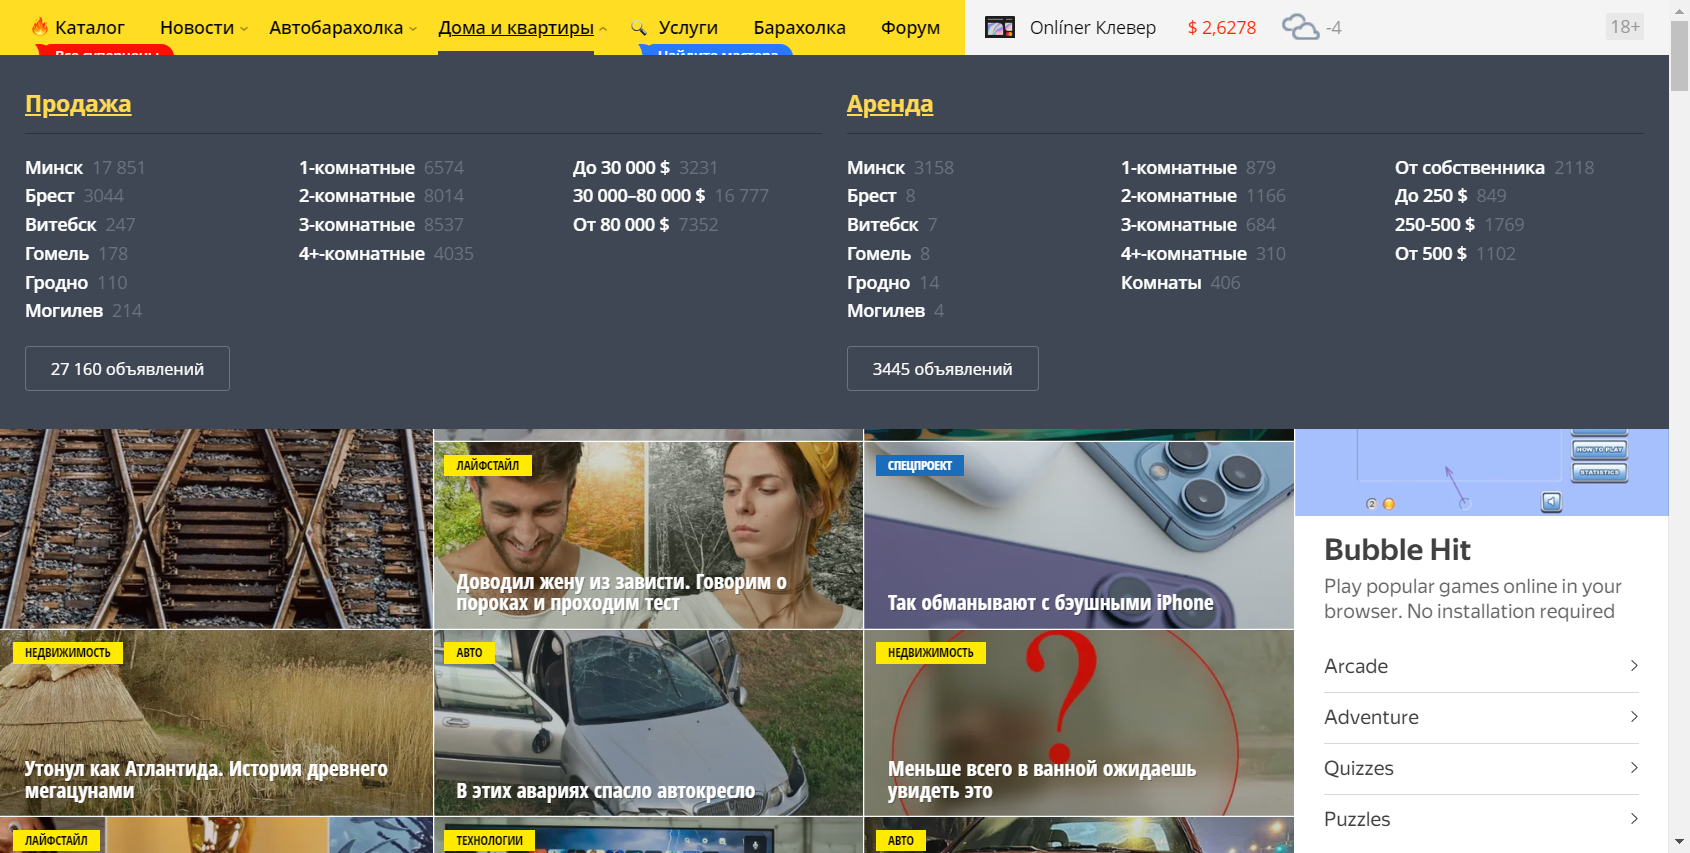 Каталог
Новости
Автобарахолка
Дома и квартиры
Услуги
Барахолка
Форум
Onlíner Клевер
$ 2,6278
-4
18+
Продажа
Минск 17 851
Брест 3044
Витебск 247
Гомель 178
Гродно 110
Могилев 214
1-комнатные 6574
2-комнатные 8014
3-комнатные 8537
4+-комнатные 4035
До 30 000 $ 3231
30 000–80 000 $ 16 777
От 80 000 $ 7352
27 160 объявлений
Аренда
Минск 3158
Брест 8
Витебск 7
Гомель 8
Гродно 14
Могилев 4
1-комнатные 879
2-комнатные 1166
3-комнатные 684
4+-комнатные 310
Комнаты 406
От собственника 2118
До 250 $ 849
250-500 $ 1769
От 500 $ 1102
3445 объявлений
ЛАЙФСТАЙЛ
Доводил жену из зависти. Говорим о
пороках и проходим тест
СПЕЦПРОЕКТ
Так обманывают с бэушными iPhone
HOW TO PLAY
STATISTICS
2
Bubble Hit
Play popular games online in your
browser. No installation required
Arcade
Adventure
Quizzes
Puzzles
НЕДВИЖИМОСТЬ
Утонул как Атлантида. История древнего
мегацунами
АВТО
В этих авариях спасло автокресло
НЕДВИЖИМОСТЬ
?
Меньше всего в ванной ожидаешь
увидеть это
ЛАЙФСТАЙЛ
ТЕХНОЛОГИИ
АВТО